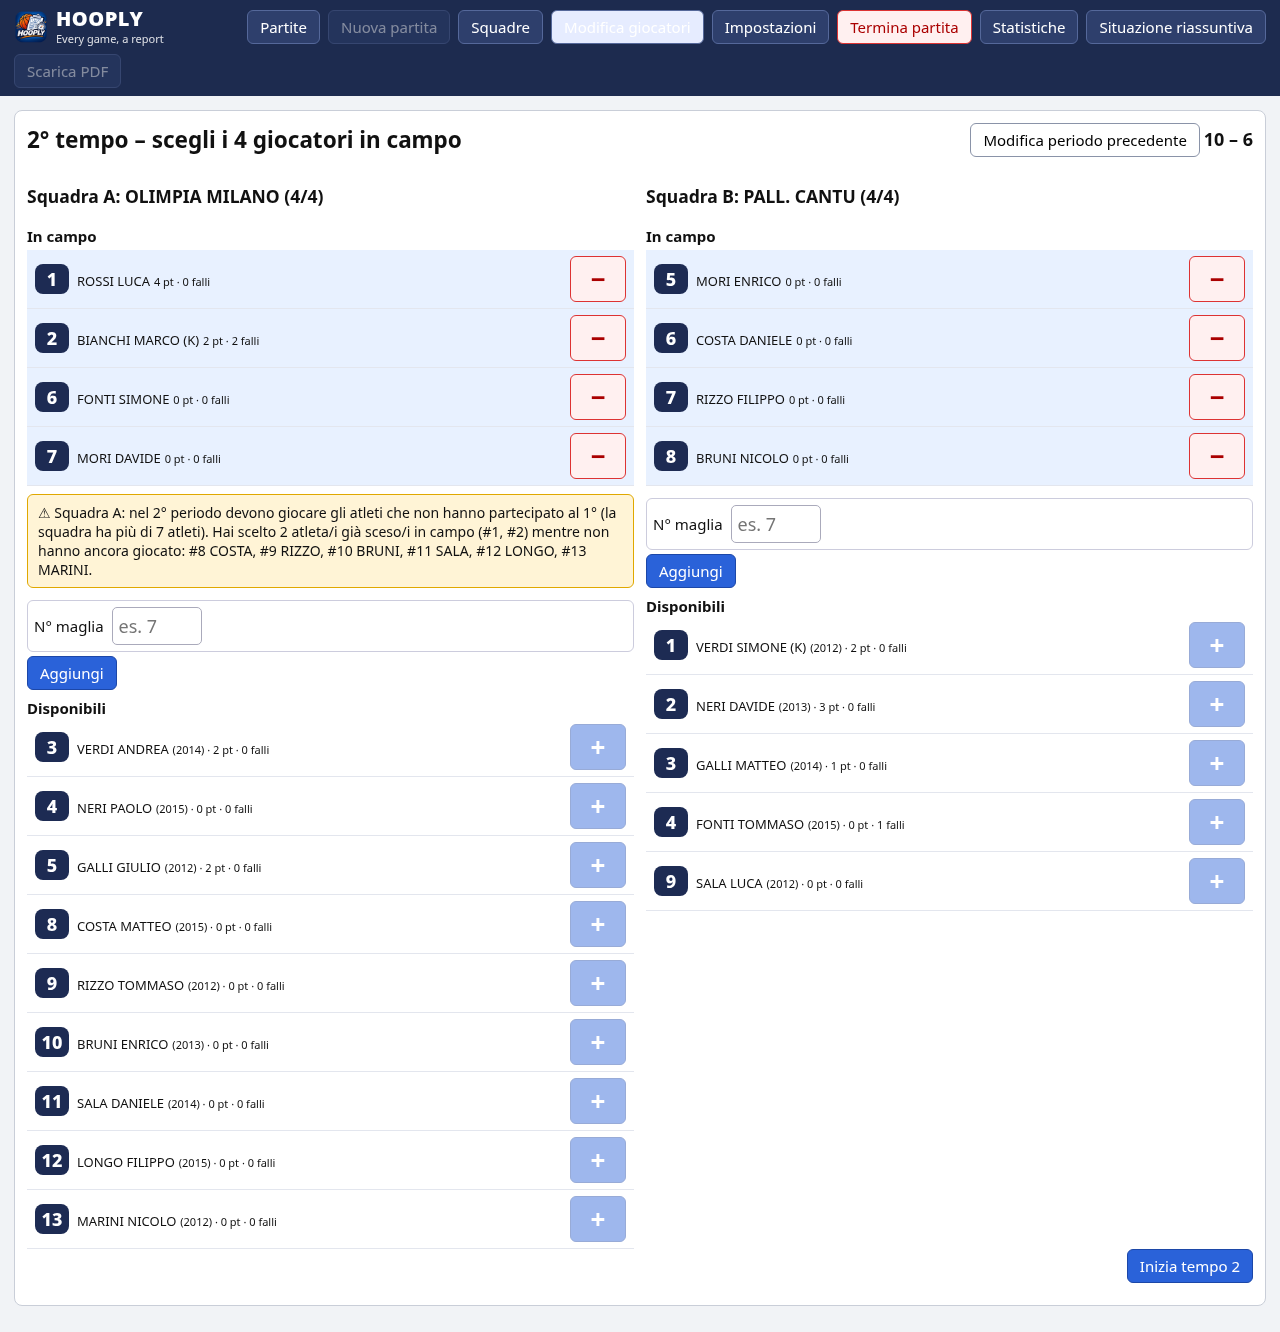 HOOPLY
Every game, a report
Partite
Nuova partita
Squadre
Modifica giocatori
Impostazioni
Termina partita
Statistiche
Situazione riassuntiva
Scarica PDF
2° tempo – scegli i 4 giocatori in campo
Modifica periodo precedente
10 – 6
Squadra A: OLIMPIA MILANO (4/4)
In campo
1 ROSSI LUCA 4 pt · 0 falli −
2 BIANCHI MARCO (K) 2 pt · 2 falli −
6 FONTI SIMONE 0 pt · 0 falli −
7 MORI DAVIDE 0 pt · 0 falli −
⚠ Squadra A: nel 2° periodo devono giocare gli atleti che non hanno partecipato al 1° (la
squadra ha più di 7 atleti). Hai scelto 2 atleta/i già sceso/i in campo (#1, #2) mentre non
hanno ancora giocato: #8 COSTA, #9 RIZZO, #10 BRUNI, #11 SALA, #12 LONGO, #13
MARINI.
N° maglia es. 7
Aggiungi
Disponibili
3 VERDI ANDREA (2014) · 2 pt · 0 falli +
4 NERI PAOLO (2015) · 0 pt · 0 falli +
5 GALLI GIULIO (2012) · 2 pt · 0 falli +
8 COSTA MATTEO (2015) · 0 pt · 0 falli +
9 RIZZO TOMMASO (2012) · 0 pt · 0 falli +
10 BRUNI ENRICO (2013) · 0 pt · 0 falli +
11 SALA DANIELE (2014) · 0 pt · 0 falli +
12 LONGO FILIPPO (2015) · 0 pt · 0 falli +
13 MARINI NICOLO (2012) · 0 pt · 0 falli +
Squadra B: PALL. CANTU (4/4)
In campo
5 MORI ENRICO 0 pt · 0 falli −
6 COSTA DANIELE 0 pt · 0 falli −
7 RIZZO FILIPPO 0 pt · 0 falli −
8 BRUNI NICOLO 0 pt · 0 falli −
N° maglia es. 7
Aggiungi
Disponibili
1 VERDI SIMONE (K) (2012) · 2 pt · 0 falli +
2 NERI DAVIDE (2013) · 3 pt · 0 falli +
3 GALLI MATTEO (2014) · 1 pt · 0 falli +
4 FONTI TOMMASO (2015) · 0 pt · 1 falli +
9 SALA LUCA (2012) · 0 pt · 0 falli +
Inizia tempo 2